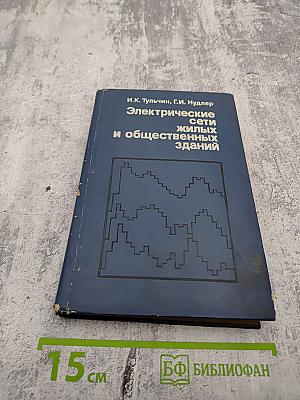 И.К. Тульчин, Г.И. Нудлер
Электрические
сети
жилых
и общественных
зданий
15 см
БФ БИБЛИОФАН